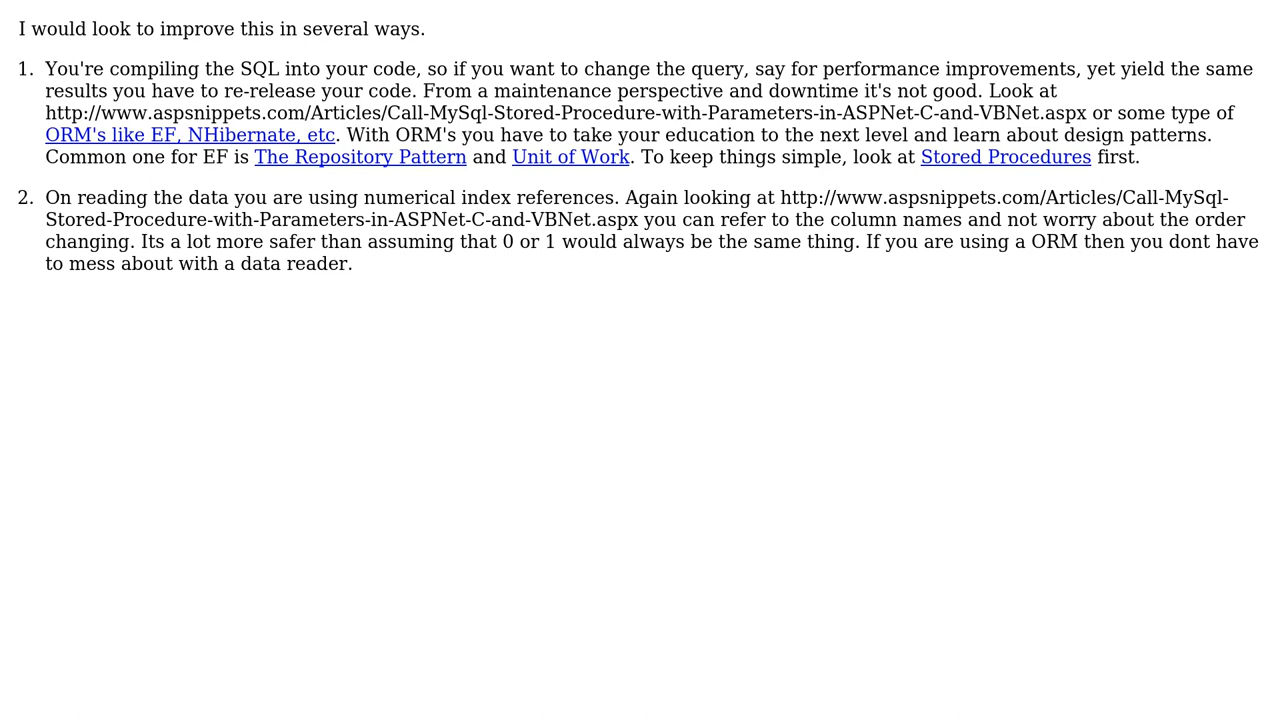 I would look to improve this in several ways.
1. You're compiling the SQL into your code, so if you want to change the query, say for performance improvements, yet yield the same
results you have to re-release your code. From a maintenance perspective and downtime it's not good. Look at
http://www.aspsnippets.com/Articles/Call-MySql-Stored-Procedure-with-Parameters-in-ASPNet-C-and-VBNet.aspx or some type of
ORM's like EF, NHibernate, etc. With ORM's you have to take your education to the next level and learn about design patterns.
Common one for EF is The Repository Pattern and Unit of Work. To keep things simple, look at Stored Procedures first.
2. On reading the data you are using numerical index references. Again looking at http://www.aspsnippets.com/Articles/Call-MySql-
Stored-Procedure-with-Parameters-in-ASPNet-C-and-VBNet.aspx you can refer to the column names and not worry about the order
changing. Its a lot more safer than assuming that 0 or 1 would always be the same thing. If you are using a ORM then you dont have
to mess about with a data reader.